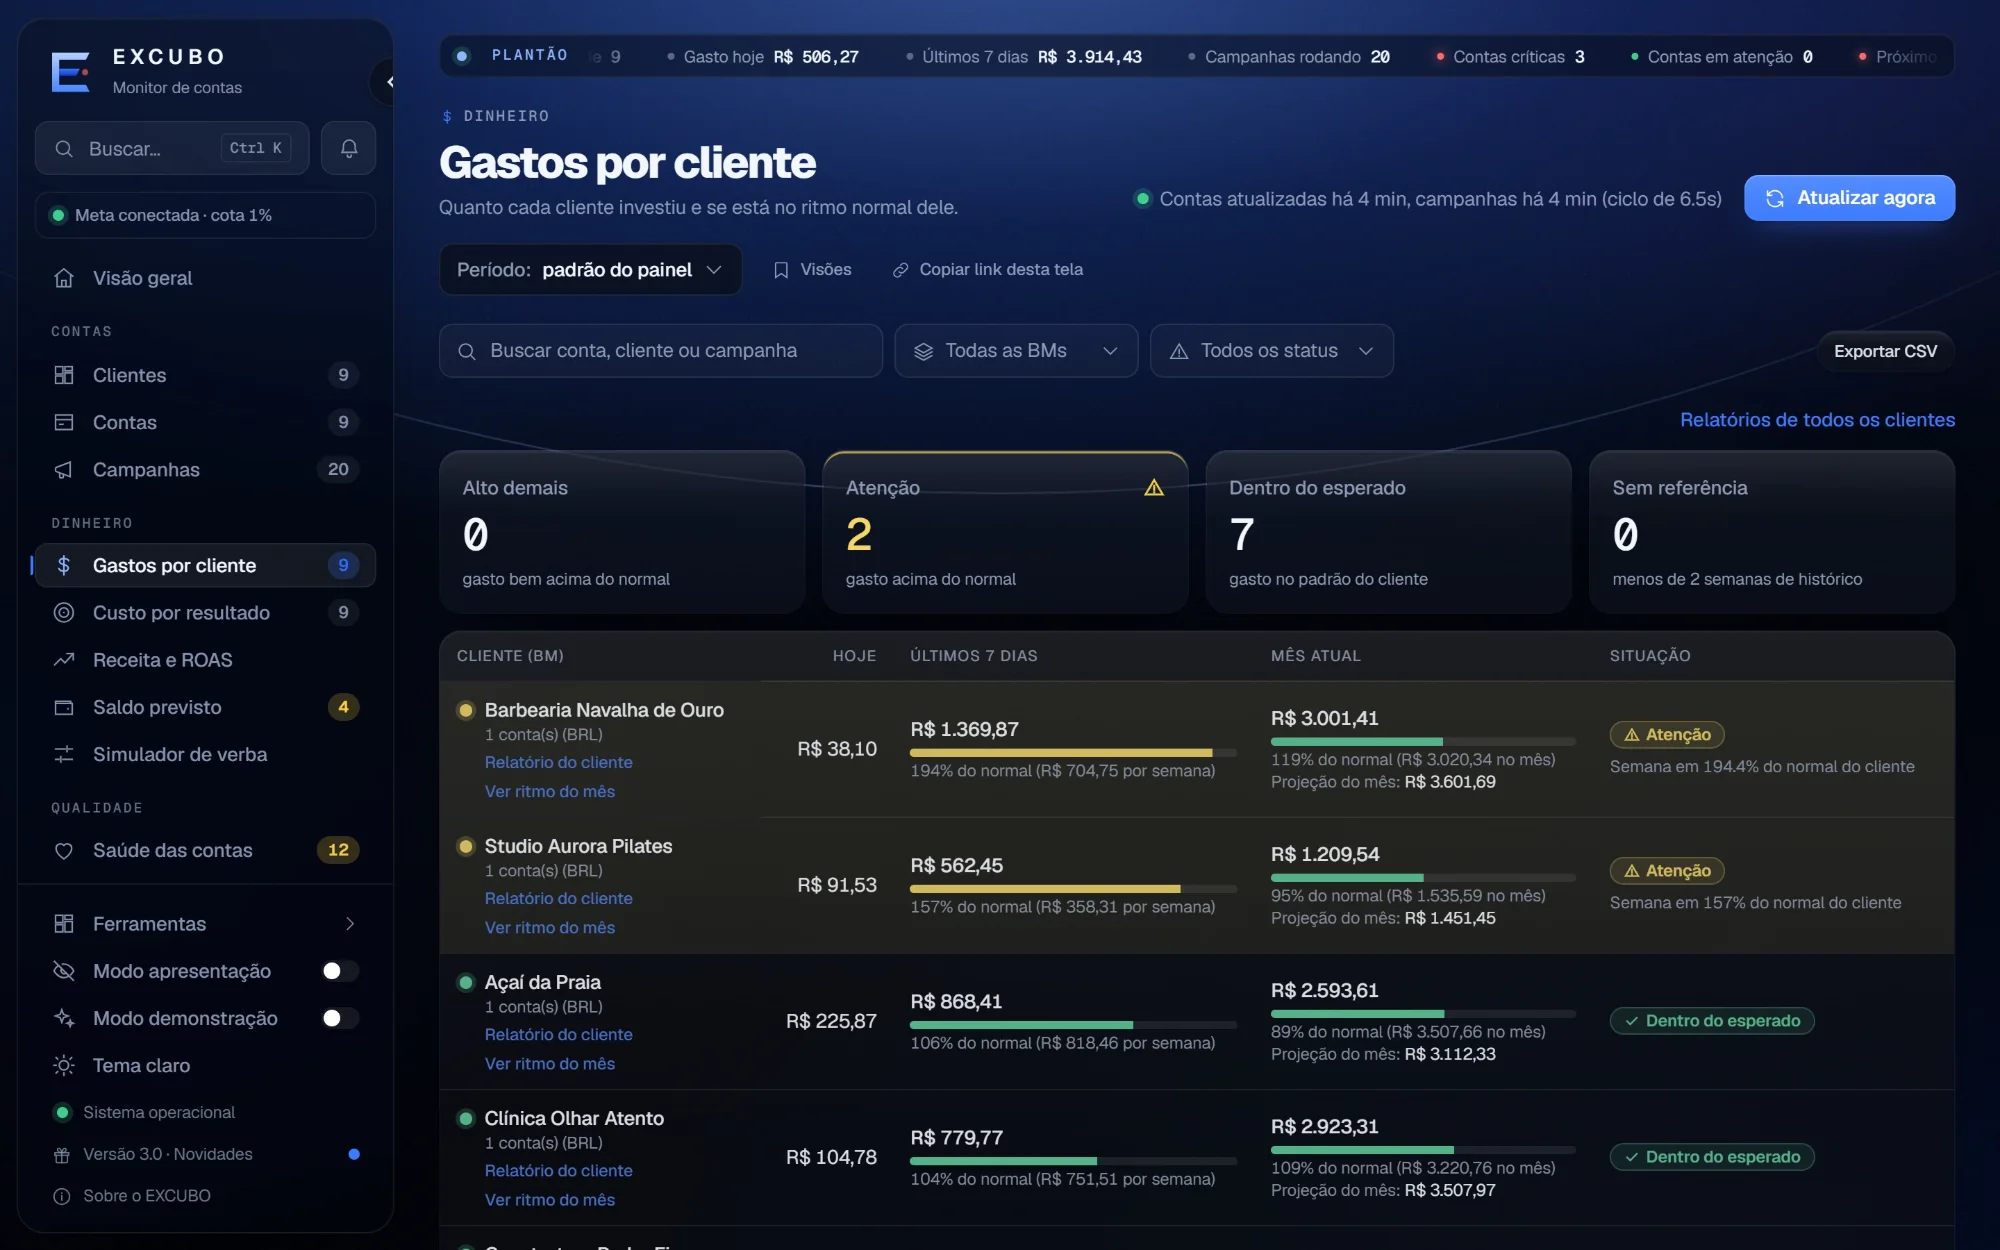 EXCUBO
Monitor de contas
Buscar... Ctrl K
Meta conectada · cota 1%
Visão geral
CONTAS
Clientes 9
Contas 9
Campanhas 20
DINHEIRO
Gastos por cliente 9
Custo por resultado 9
Receita e ROAS
Saldo previsto 4
Simulador de verba
QUALIDADE
Saúde das contas 12
Ferramentas
Modo apresentação
Modo demonstração
Tema claro
Sistema operacional
Versão 3.0 · Novidades
Sobre o EXCUBO
PLANTÃO 9 Gasto hoje R$ 506,27 Últimos 7 dias R$ 3.914,43 Campanhas rodando 20 Contas críticas 3 Contas em atenção 0 Próximo
$ DINHEIRO
Gastos por cliente
Quanto cada cliente investiu e se está no ritmo normal dele.
Contas atualizadas há 4 min, campanhas há 4 min (ciclo de 6.5s)
Atualizar agora
Período: padrão do painel Visões Copiar link desta tela
Buscar conta, cliente ou campanha Todas as BMs Todos os status Exportar CSV
Relatórios de todos os clientes
Alto demais
0
gasto bem acima do normal
Atenção
2
gasto acima do normal
Dentro do esperado
7
gasto no padrão do cliente
Sem referência
0
menos de 2 semanas de histórico
CLIENTE (BM) HOJE ÚLTIMOS 7 DIAS MÊS ATUAL SITUAÇÃO
Barbearia Navalha de Ouro
1 conta(s) (BRL)
Relatório do cliente
Ver ritmo do mês
R$ 38,10
R$ 1.369,87
194% do normal (R$ 704,75 por semana)
R$ 3.001,41
119% do normal (R$ 3.020,34 no mês)
Projeção do mês: R$ 3.601,69
Atenção
Semana em 194.4% do normal do cliente
Studio Aurora Pilates
1 conta(s) (BRL)
Relatório do cliente
Ver ritmo do mês
R$ 91,53
R$ 562,45
157% do normal (R$ 358,31 por semana)
R$ 1.209,54
95% do normal (R$ 1.535,59 no mês)
Projeção do mês: R$ 1.451,45
Atenção
Semana em 157% do normal do cliente
Açaí da Praia
1 conta(s) (BRL)
Relatório do cliente
Ver ritmo do mês
R$ 225,87
R$ 868,41
106% do normal (R$ 818,46 por semana)
R$ 2.593,61
89% do normal (R$ 3.507,66 no mês)
Projeção do mês: R$ 3.112,33
Dentro do esperado
Clínica Olhar Atento
1 conta(s) (BRL)
Relatório do cliente
Ver ritmo do mês
R$ 104,78
R$ 779,77
104% do normal (R$ 751,51 por semana)
R$ 2.923,31
109% do normal (R$ 3.220,76 no mês)
Projeção do mês: R$ 3.507,97
Dentro do esperado